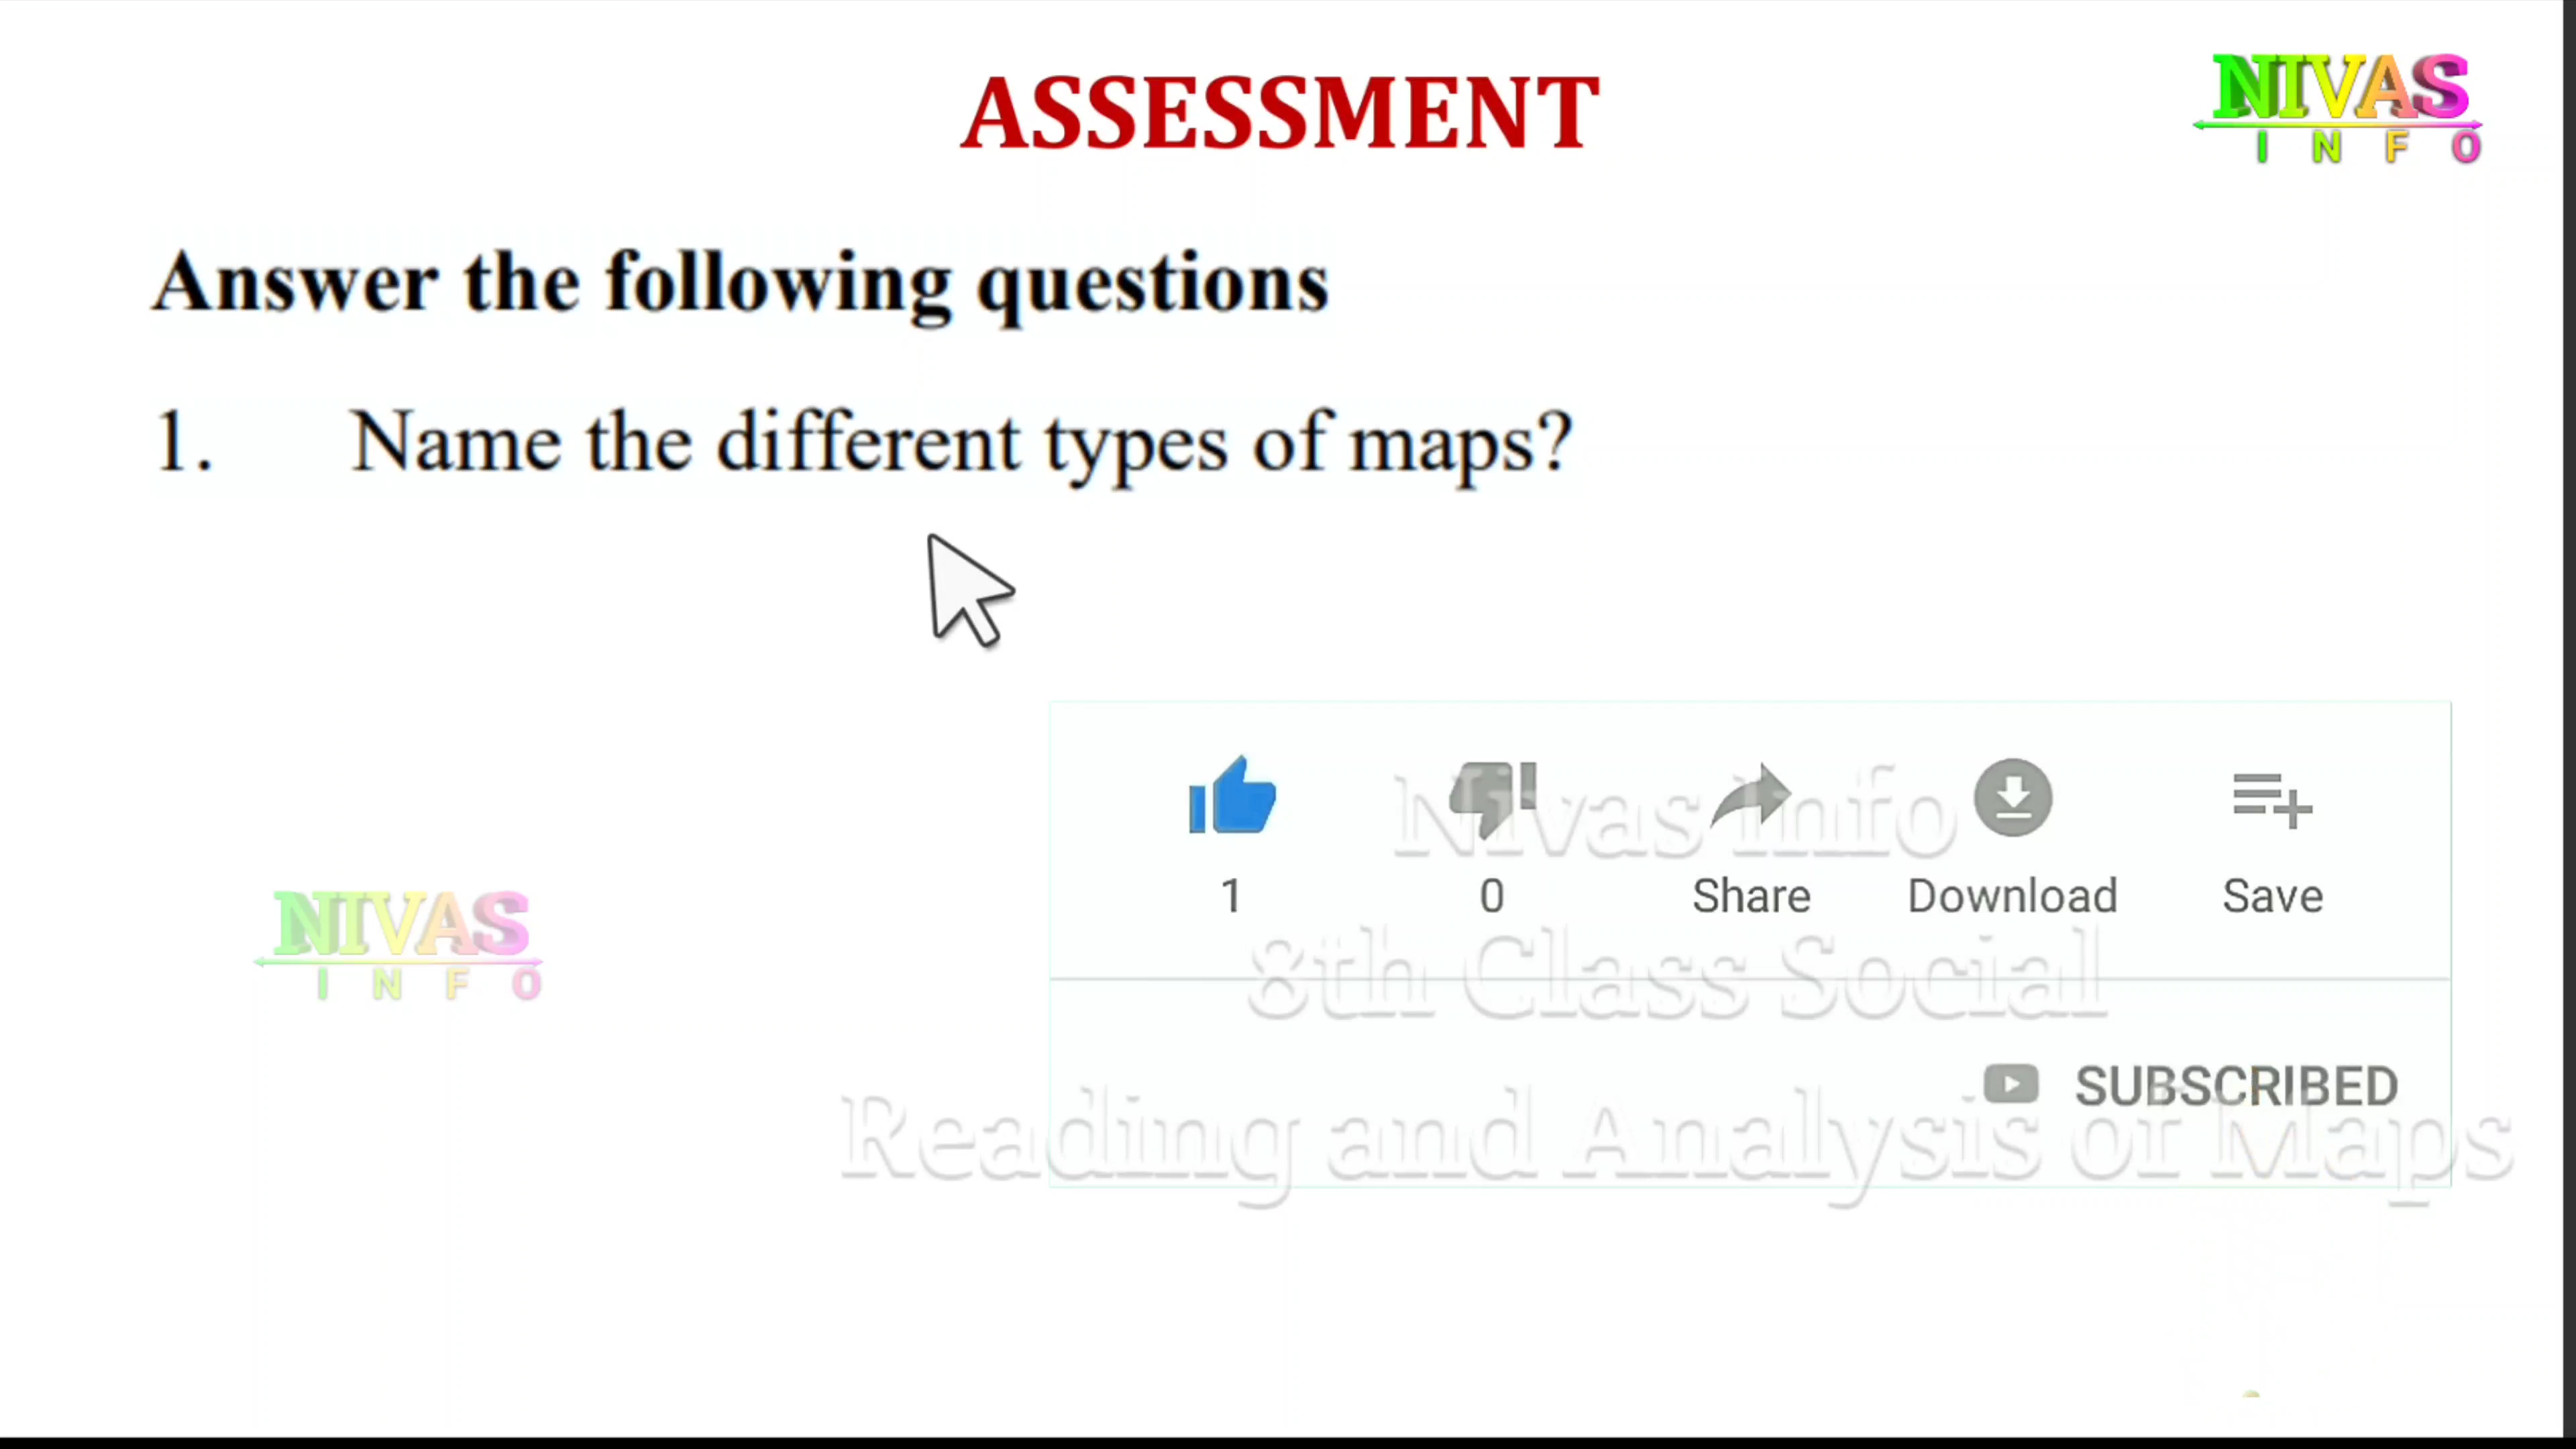 ASSESSMENT
NIVAS
INFO
Answer the following questions
1. Name the different types of maps?
1 0 Share Download Save
Nivas Info
NIVAS
INFO
8th Class Social
SUBSCRIBED
Reading and Analysis of Maps